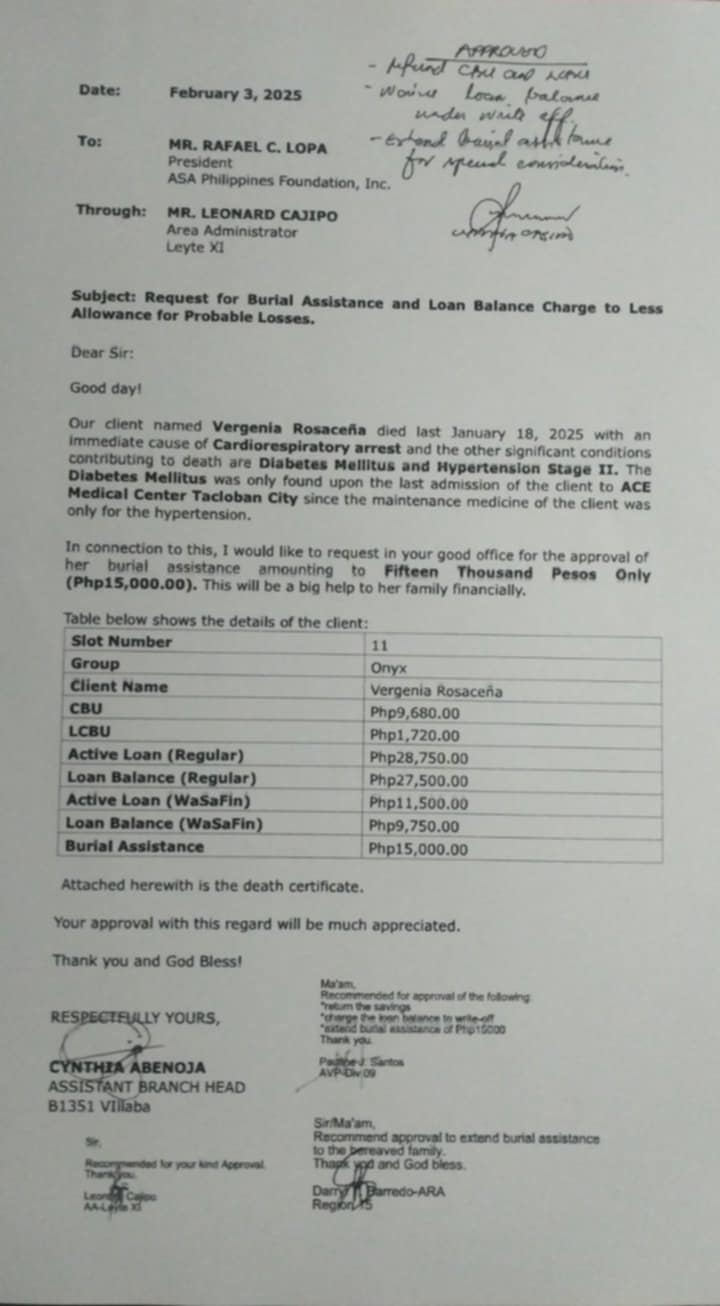 APPROVED
- Refund CBU and LCBU
- Waive Loan balance
under write off
- Extend burial assistance
for special consideration.
Date: February 3, 2025
To: MR. RAFAEL C. LOPA
President
ASA Philippines Foundation, Inc.
Through: MR. LEONARD CAJIPO
Area Administrator
Leyte XI
Subject: Request for Burial Assistance and Loan Balance Charge to Less
Allowance for Probable Losses.
Dear Sir:
Good day!
Our client named Vergenia Rosaceña died last January 18, 2025 with an
immediate cause of Cardiorespiratory arrest and the other significant conditions
contributing to death are Diabetes Mellitus and Hypertension Stage II. The
Diabetes Mellitus was only found upon the last admission of the client to ACE
Medical Center Tacloban City since the maintenance medicine of the client was
only for the hypertension.
In connection to this, I would like to request in your good office for the approval of
her burial assistance amounting to Fifteen Thousand Pesos Only
(Php15,000.00). This will be a big help to her family financially.
Table below shows the details of the client:
Slot Number 11
Group Onyx
Client Name Vergenia Rosaceña
CBU Php9,680.00
LCBU Php1,720.00
Active Loan (Regular) Php28,750.00
Loan Balance (Regular) Php27,500.00
Active Loan (WaSaFin) Php11,500.00
Loan Balance (WaSaFin) Php9,750.00
Burial Assistance Php15,000.00
Attached herewith is the death certificate.
Your approval with this regard will be much appreciated.
Thank you and God Bless!
RESPECTFULLY YOURS,
CYNTHIA ABENOJA
ASSISTANT BRANCH HEAD
B1351 VIllaba
Ma'am,
Recommended for approval of the following:
*return the savings
*charge the loan balance to write-off
*extend burial assistance of Php15000
Thank you.
Pauline J. Santos
AVP-Div 09
Sir,
Recommended for your kind Approval.
Thank you.
Leonard Cajipo
AA-Leyte XI
Sir/Ma'am,
Recommend approval to extend burial assistance
to the bereaved family.
Thank you and God bless.
Barredo-ARA
Region 15